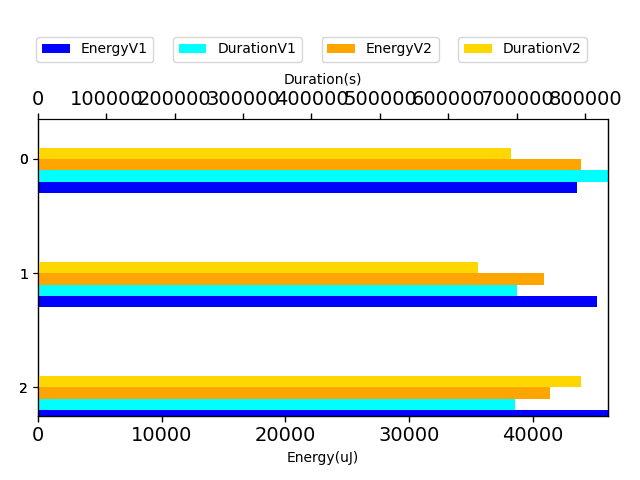 EnergyV1 DurationV1 EnergyV2 DurationV2
Duration(s)
0 100000 200000 300000 400000 500000 600000 700000 800000
0
1
2
0 10000 20000 30000 40000
Energy(uJ)